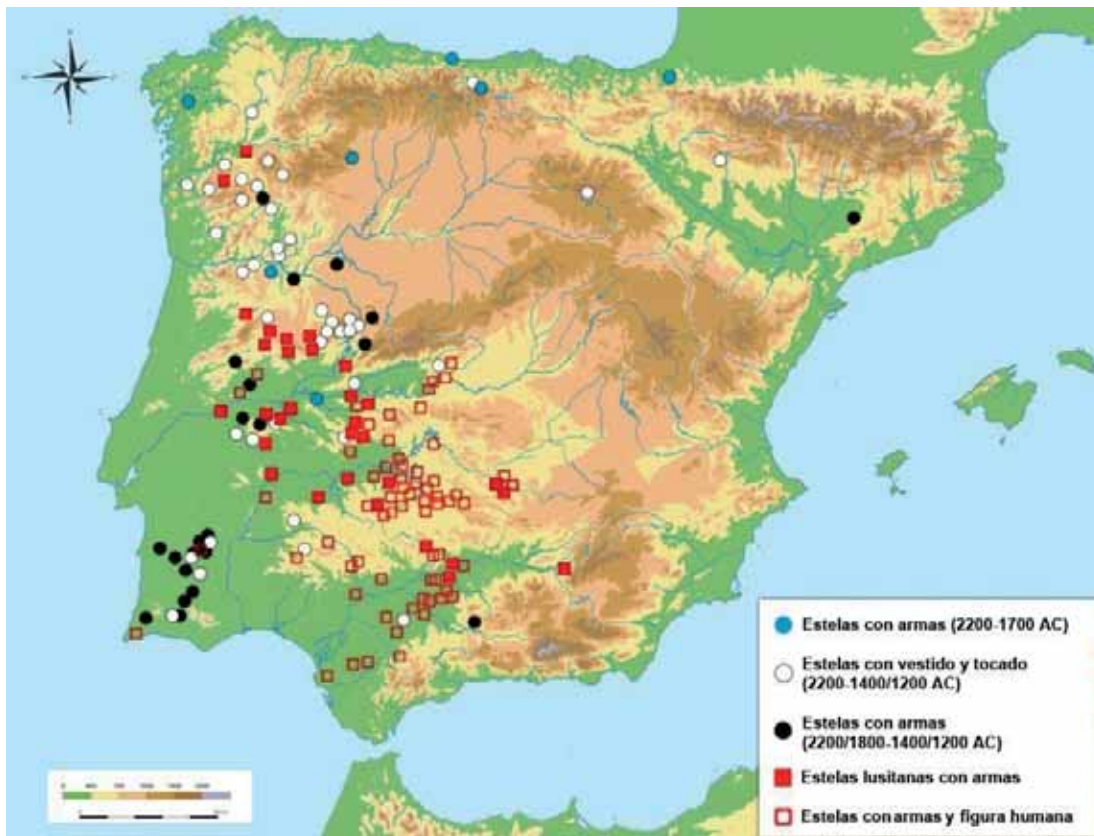 Estelas con armas (2200-1700 AC)
Estelas con vestido y tocado
(2200-1400/1200 AC)
Estelas con armas
(2200/1800-1400/1200 AC)
Estelas lusitanas con armas
Estelas con armas y figura humana